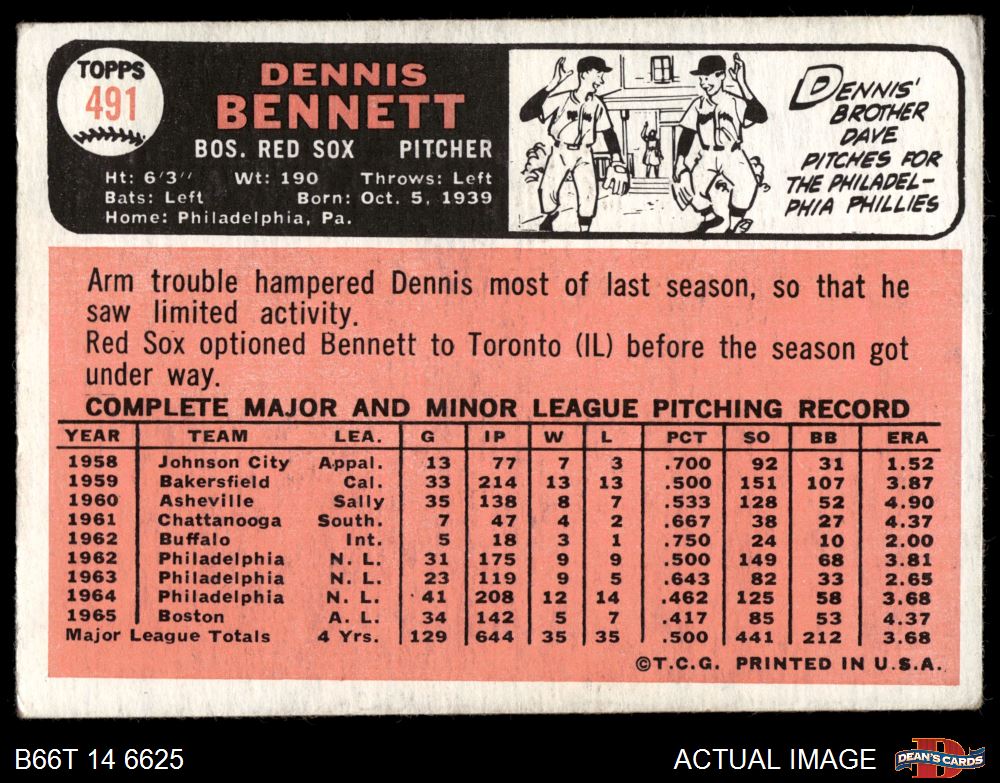 TOPPS
491
DENNIS
BENNETT
BOS. RED SOX PITCHER
Ht: 6'3" Wt: 190 Throws: Left
Bats: Left Born: Oct. 5, 1939
Home: Philadelphia, Pa.
DENNIS'
BROTHER
DAVE
PITCHES FOR
THE PHILADEL-
PHIA PHILLIES
Arm trouble hampered Dennis most of last season, so that he
saw limited activity.
Red Sox optioned Bennett to Toronto (IL) before the season got
under way.
COMPLETE MAJOR AND MINOR LEAGUE PITCHING RECORD
YEAR TEAM LEA. G IP W L PCT SO BB ERA
1958 Johnson City Appal. 13 77 7 3 .700 92 31 1.52
1959 Bakersfield Cal. 33 214 13 13 .500 151 107 3.87
1960 Asheville Sally 35 138 8 7 .533 128 52 4.90
1961 Chattanooga South. 7 47 4 2 .667 38 27 4.37
1962 Buffalo Int. 5 18 3 1 .750 24 10 2.00
1962 Philadelphia N. L. 31 175 9 9 .500 149 68 3.81
1963 Philadelphia N. L. 23 119 9 5 .643 82 33 2.65
1964 Philadelphia N. L. 41 208 12 14 .462 125 58 3.68
1965 Boston A. L. 34 142 5 7 .417 85 53 4.37
Major League Totals 4 Yrs. 129 644 35 35 .500 441 212 3.68
©T.C.G. PRINTED IN U.S.A.
B66T 14 6625
ACTUAL IMAGE
DEAN'S CARDS